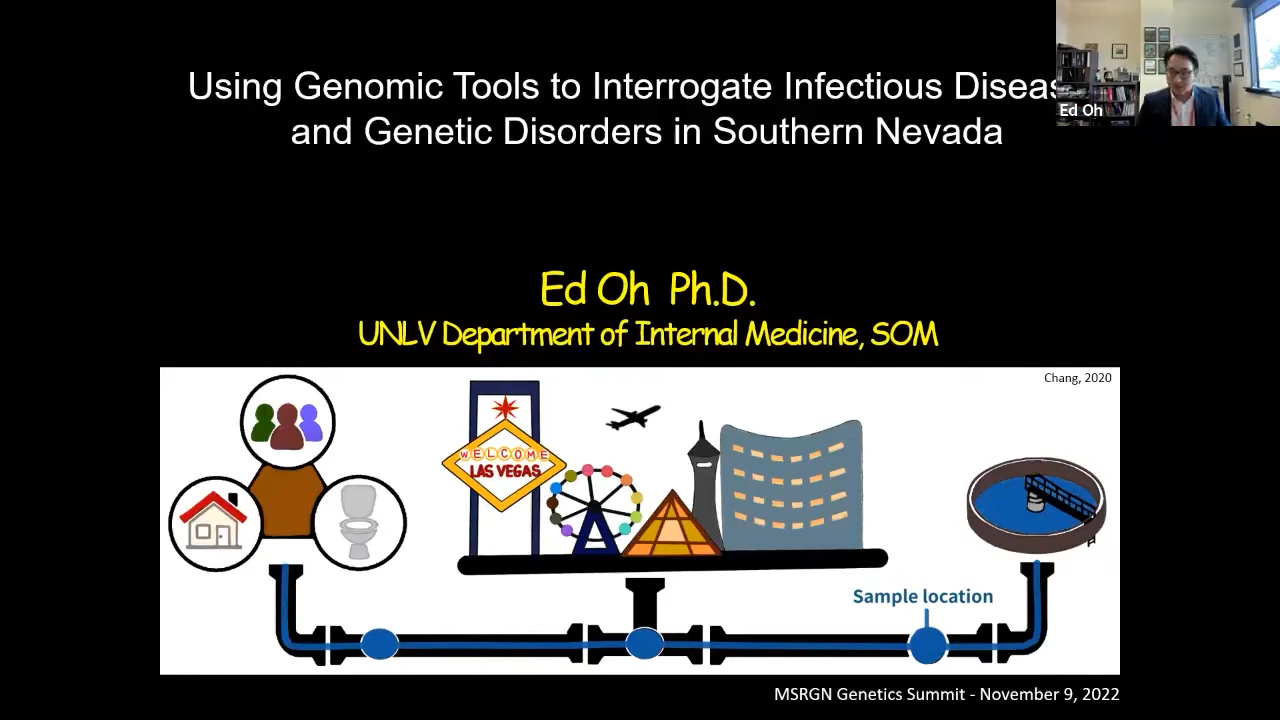 Using Genomic Tools to Interrogate Infectious Diseas
and Genetic Disorders in Southern Nevada
Ed Oh
Ed Oh Ph.D.
UNLV Department of Internal Medicine, SOM
Chang, 2020
WELCOME
LAS VEGAS
Sample location
MSRGN Genetics Summit - November 9, 2022